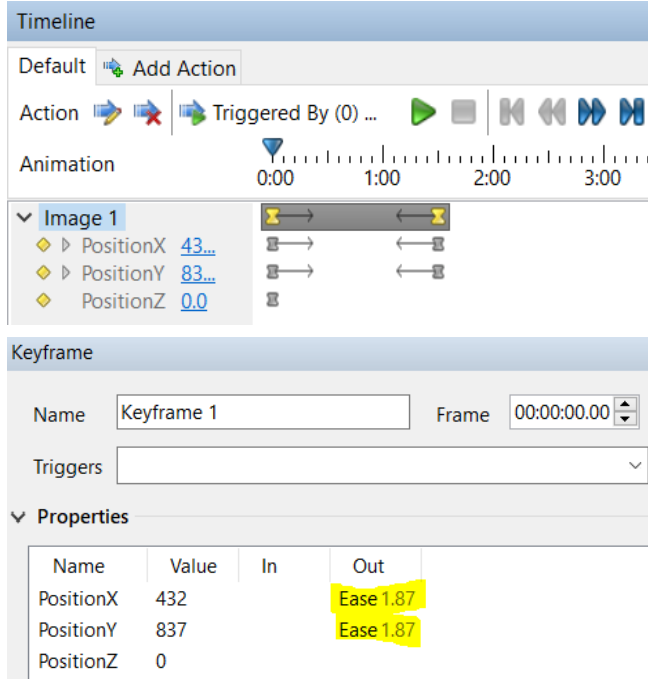 Timeline
Default Add Action
Action Triggered By (0) ...
Animation 0:00 1:00 2:00 3:00
Image 1
PositionX 43...
PositionY 83...
PositionZ 0.0
Keyframe
Name Keyframe 1 Frame 00:00:00.00
Triggers
Properties
Name Value In Out
PositionX 432 Ease 1.87
PositionY 837 Ease 1.87
PositionZ 0